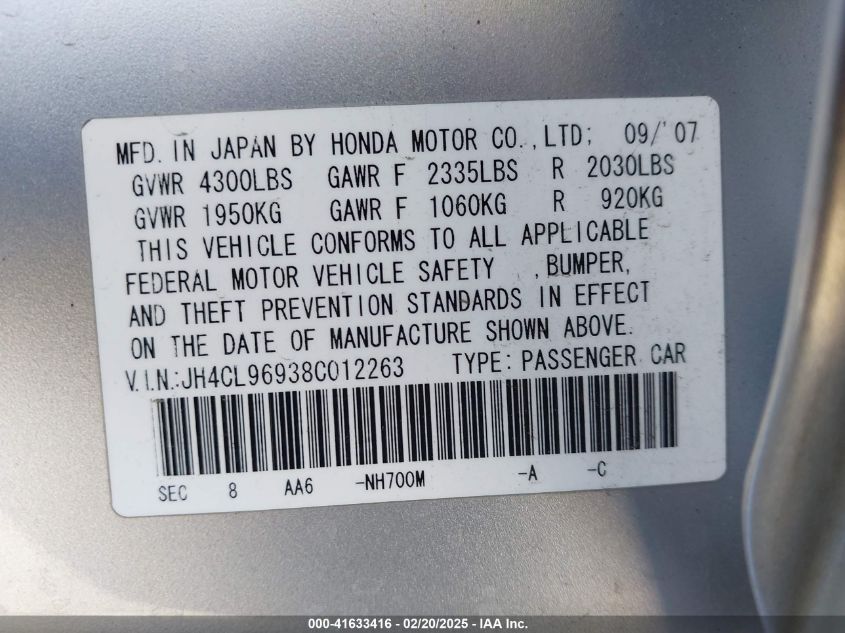 MFD. IN JAPAN BY HONDA MOTOR CO., LTD; 09/'07
GVWR 4300LBS GAWR F 2335LBS R 2030LBS
GVWR 1950KG GAWR F 1060KG R 920KG
THIS VEHICLE CONFORMS TO ALL APPLICABLE
FEDERAL MOTOR VEHICLE SAFETY , BUMPER,
AND THEFT PREVENTION STANDARDS IN EFFECT
ON THE DATE OF MANUFACTURE SHOWN ABOVE.
V.I.N.:JH4CL96938C012263 TYPE: PASSENGER CAR
SEC 8 AA6 -NH700M -A -C
000-41633416 - 02/20/2025 - IAA Inc.